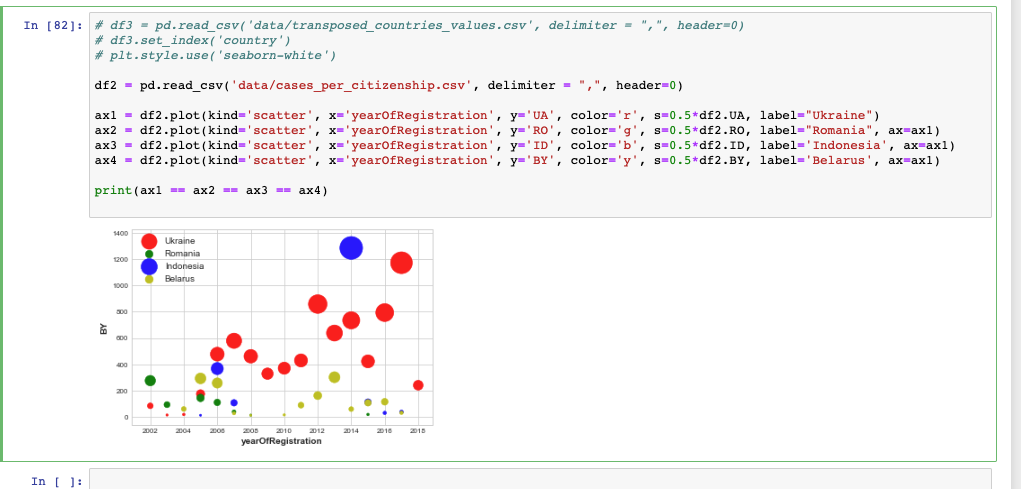 In [82]: # df3 = pd.read_csv('data/transposed_countries_values.csv', delimiter = ",", header=0)
# df3.set_index('country')
# plt.style.use('seaborn-white')
df2 = pd.read_csv('data/cases_per_citizenship.csv', delimiter = ",", header=0)
ax1 = df2.plot(kind='scatter', x='yearOfRegistration', y='UA', color='r', s=0.5*df2.UA, label="Ukraine")
ax2 = df2.plot(kind='scatter', x='yearOfRegistration', y='RO', color='g', s=0.5*df2.RO, label="Romania", ax=ax1)
ax3 = df2.plot(kind='scatter', x='yearOfRegistration', y='ID', color='b', s=0.5*df2.ID, label='Indonesia', ax=ax1)
ax4 = df2.plot(kind='scatter', x='yearOfRegistration', y='BY', color='y', s=0.5*df2.BY, label='Belarus', ax=ax1)
print(ax1 == ax2 == ax3 == ax4)
1400
Ukraine
Romania
1200
Indonesia
Belarus
1000
800
BY
600
400
200
0
2002 2004 2006 2008 2010 2012 2014 2016 2018
yearOfRegistration
In [ ]: